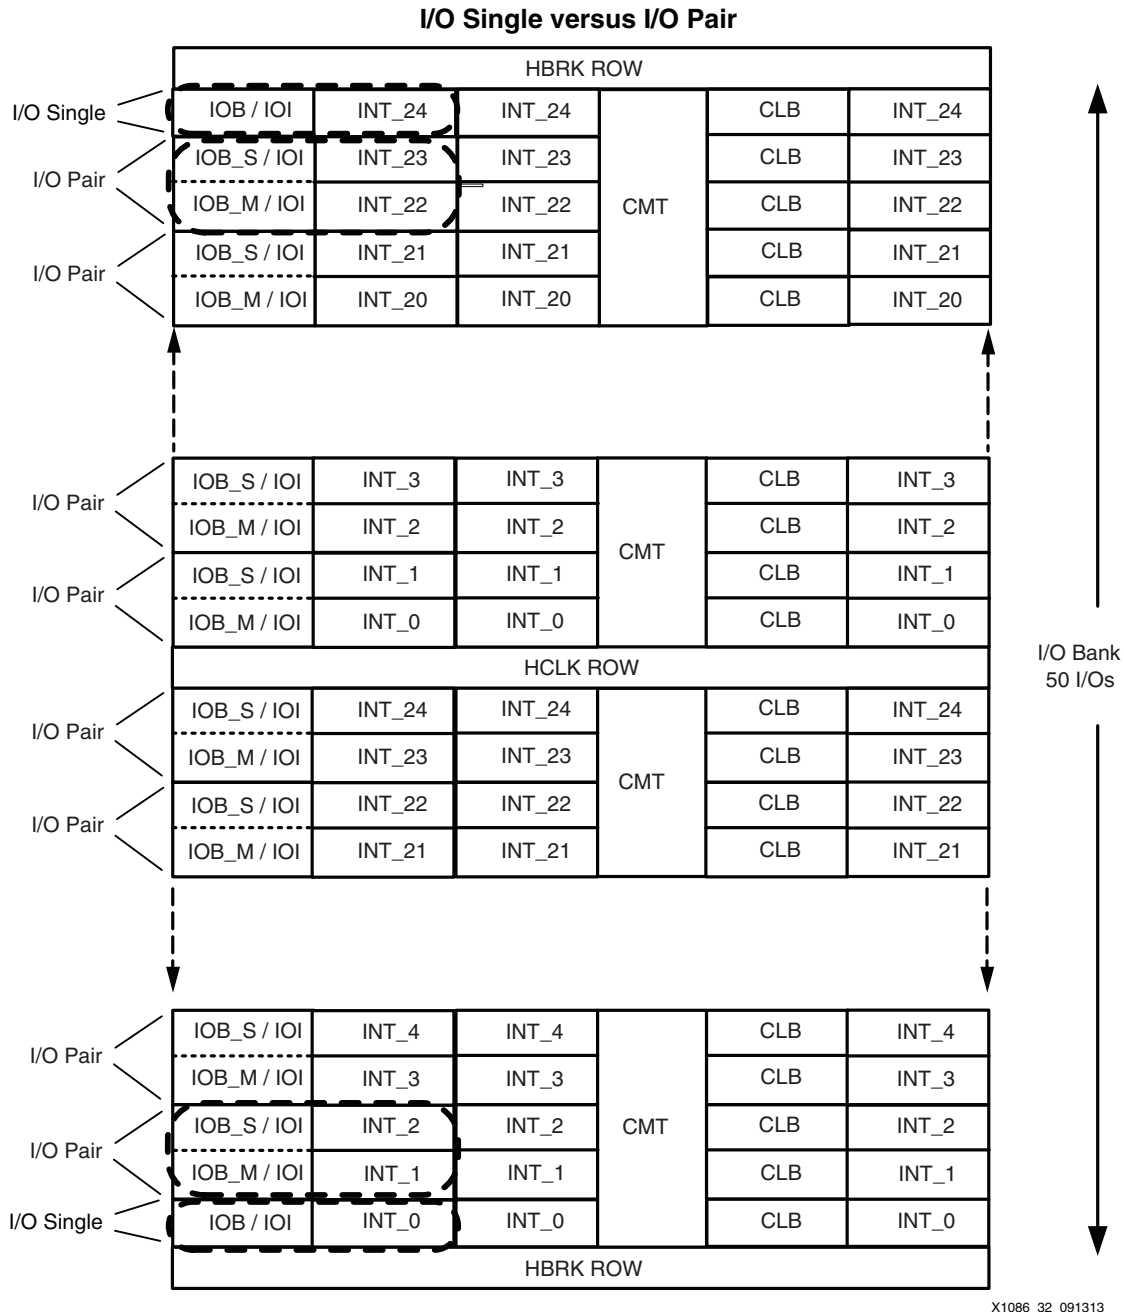 I/O Single versus I/O Pair
HBRK ROW
I/O Single IOB / IOI INT_24 INT_24 CLB INT_24
IOB_S / IOI INT_23 INT_23 CLB INT_23
I/O Pair
IOB_M / IOI INT_22 INT_22 CMT CLB INT_22
IOB_S / IOI INT_21 INT_21 CLB INT_21
I/O Pair
IOB_M / IOI INT_20 INT_20 CLB INT_20
IOB_S / IOI INT_3 INT_3 CLB INT_3
I/O Pair
IOB_M / IOI INT_2 INT_2 CLB INT_2
CMT
IOB_S / IOI INT_1 INT_1 CLB INT_1
I/O Pair
IOB_M / IOI INT_0 INT_0 CLB INT_0
HCLK ROW
I/O Bank
50 I/Os
IOB_S / IOI INT_24 INT_24 CLB INT_24
I/O Pair
IOB_M / IOI INT_23 INT_23 CLB INT_23
CMT
IOB_S / IOI INT_22 INT_22 CLB INT_22
I/O Pair
IOB_M / IOI INT_21 INT_21 CLB INT_21
IOB_S / IOI INT_4 INT_4 CLB INT_4
I/O Pair
IOB_M / IOI INT_3 INT_3 CLB INT_3
IOB_S / IOI INT_2 INT_2 CMT CLB INT_2
I/O Pair
IOB_M / IOI INT_1 INT_1 CLB INT_1
I/O Single IOB / IOI INT_0 INT_0 CLB INT_0
HBRK ROW
X1086_32_091313